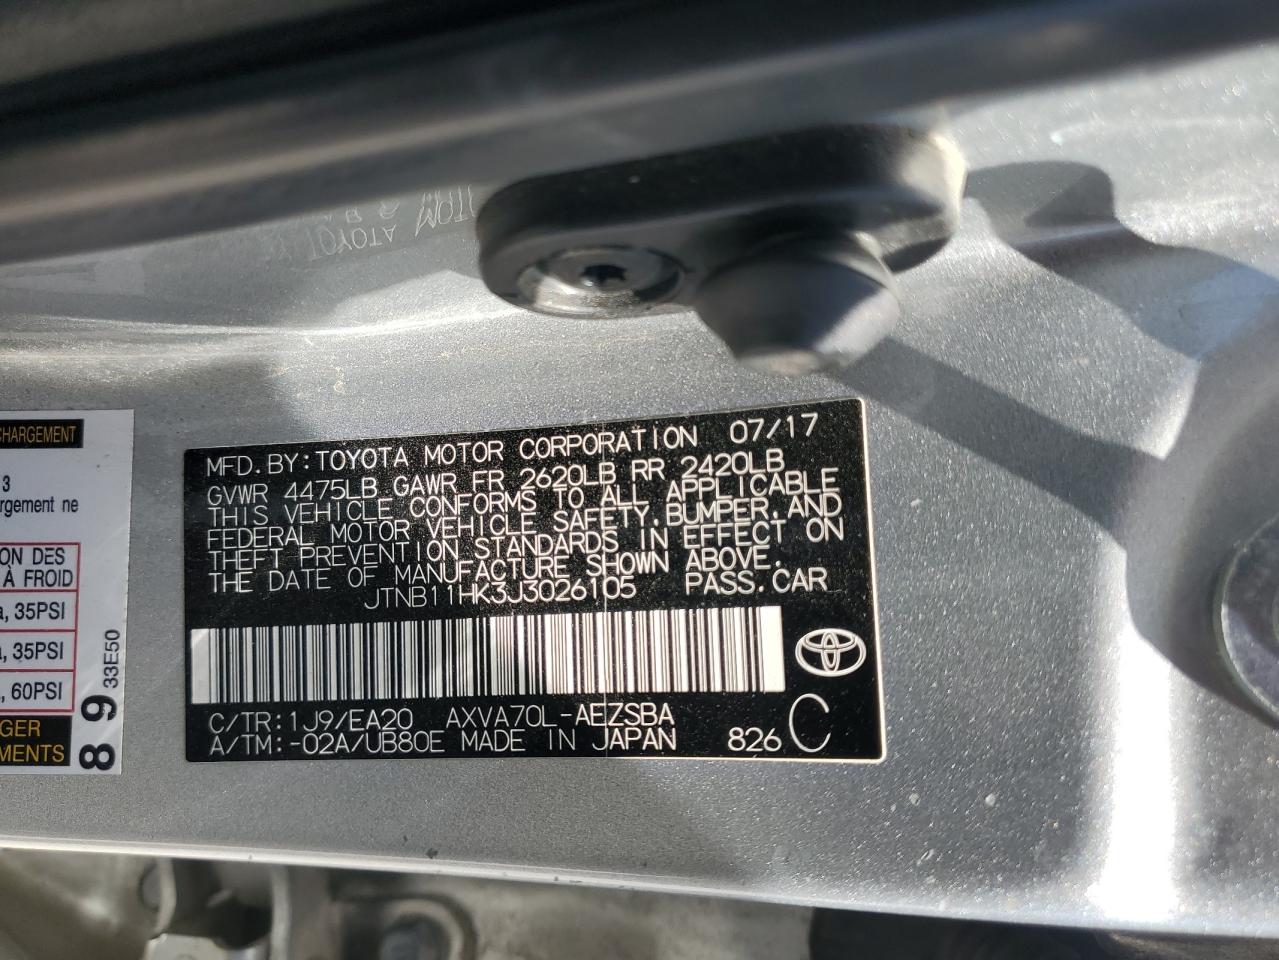 CHARGEMENT
3
rgement ne
ON DES
À FROID
a, 35PSI
a, 35PSI
, 60PSI
GER
MENTS
8 9 33E50
TOYOTA
MFD.BY:TOYOTA MOTOR CORPORATION 07/17
GVWR 4475LB GAWR FR 2620LB RR 2420LB
THIS VEHICLE CONFORMS TO ALL APPLICABLE
FEDERAL MOTOR VEHICLE SAFETY,BUMPER,AND
THEFT PREVENTION STANDARDS IN EFFECT ON
THE DATE OF MANUFACTURE SHOWN ABOVE.
JTNB11HK3J3026105 PASS.CAR
C/TR:1J9/EA20 AXVA70L-AEZSBA
A/TM:-02A/UB80E MADE IN JAPAN 826 C